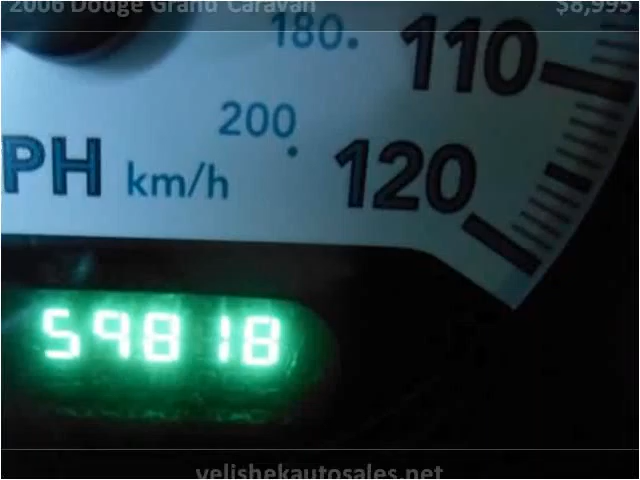 2006 Dodge Grand Caravan $8,995
180. 110
200
PH km/h 120
59818
velishekautosales.net